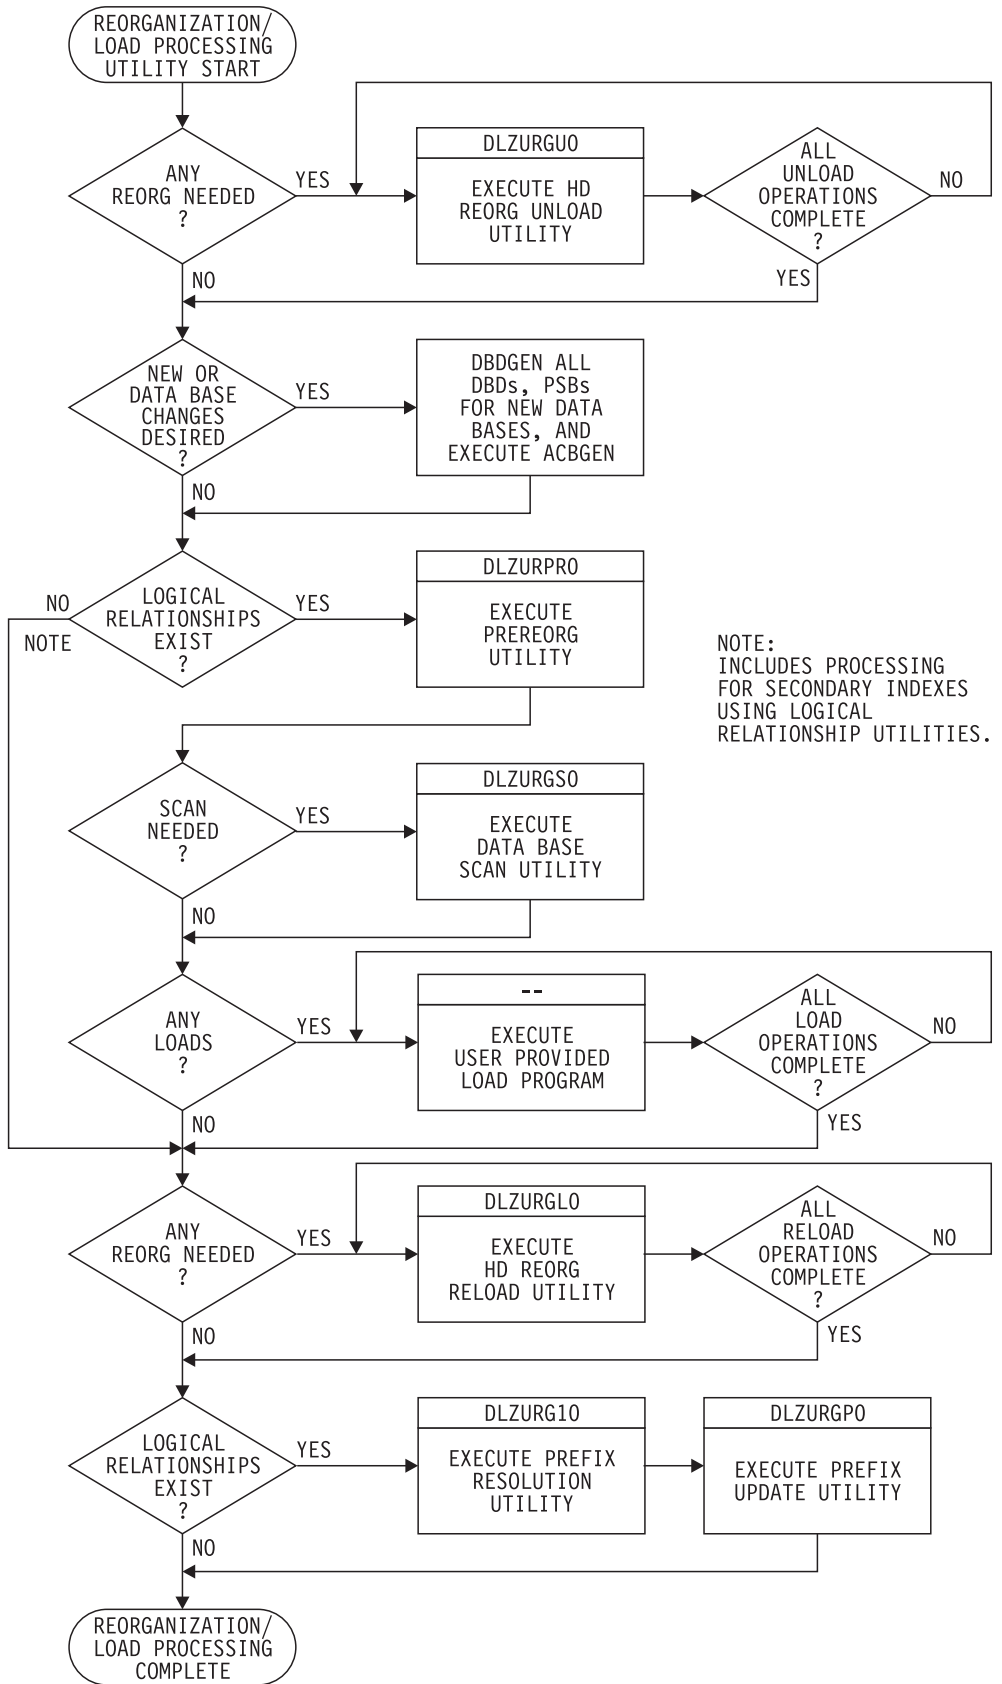 REORGANIZATION/
LOAD PROCESSING
UTILITY START
ANY
REORG NEEDED
?
YES
DLZURGU0
EXECUTE HD
REORG UNLOAD
UTILITY
ALL
UNLOAD
OPERATIONS
COMPLETE
?
NO
YES
NO
NEW OR
DATA BASE
CHANGES
DESIRED
?
YES
DBDGEN ALL
DBDs, PSBs
FOR NEW DATA
BASES, AND
EXECUTE ACBGEN
NO
NO
NOTE
LOGICAL
RELATIONSHIPS
EXIST
?
YES
DLZURPR0
EXECUTE
PREREORG
UTILITY
NOTE:
INCLUDES PROCESSING
FOR SECONDARY INDEXES
USING LOGICAL
RELATIONSHIP UTILITIES.
SCAN
NEEDED
?
YES
DLZURGS0
EXECUTE
DATA BASE
SCAN UTILITY
NO
ANY
LOADS
?
YES
--
EXECUTE
USER PROVIDED
LOAD PROGRAM
ALL
LOAD
OPERATIONS
COMPLETE
?
NO
YES
NO
ANY
REORG NEEDED
?
YES
DLZURGL0
EXECUTE
HD REORG
RELOAD UTILITY
ALL
RELOAD
OPERATIONS
COMPLETE
?
NO
YES
NO
LOGICAL
RELATIONSHIPS
EXIST
?
YES
DLZURG10
EXECUTE PREFIX
RESOLUTION
UTILITY
DLZURGP0
EXECUTE PREFIX
UPDATE UTILITY
NO
REORGANIZATION/
LOAD PROCESSING
COMPLETE